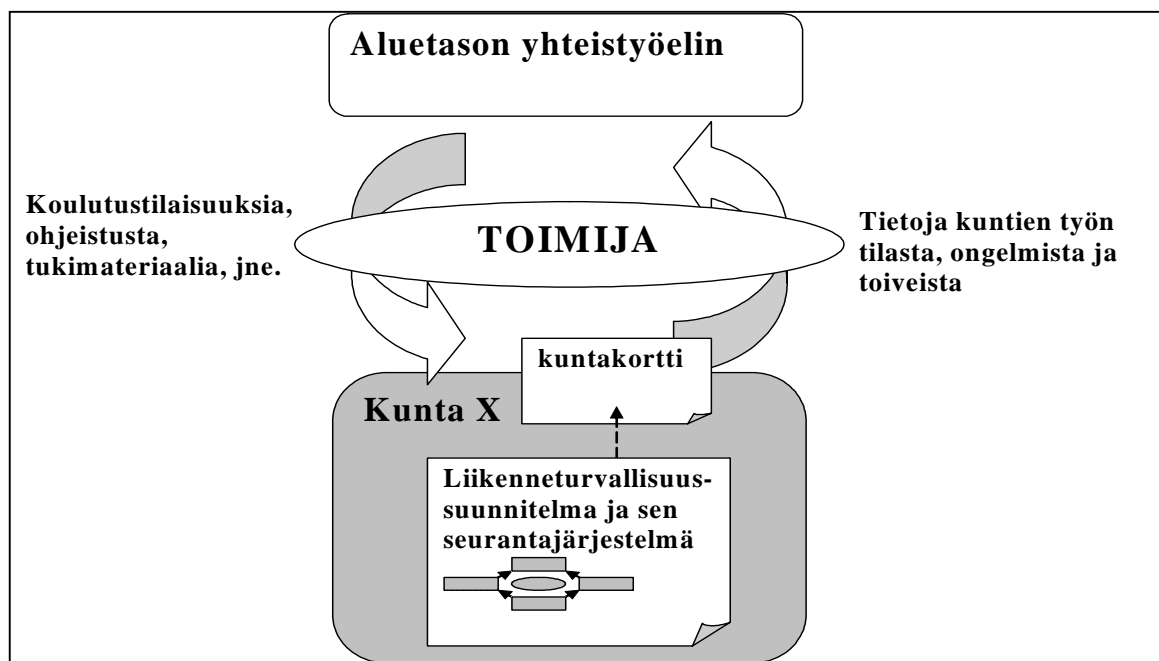 Aluetason yhteistyöelin
Koulutustilaisuuksia,
ohjeistusta,
tukimateriaalia, jne.
TOIMIJA
Tietoja kuntien työn
tilasta, ongelmista ja
toiveista
kuntakortti
Kunta X
Liikenneturvallisuus-
suunnitelma ja sen
seurantajärjestelmä